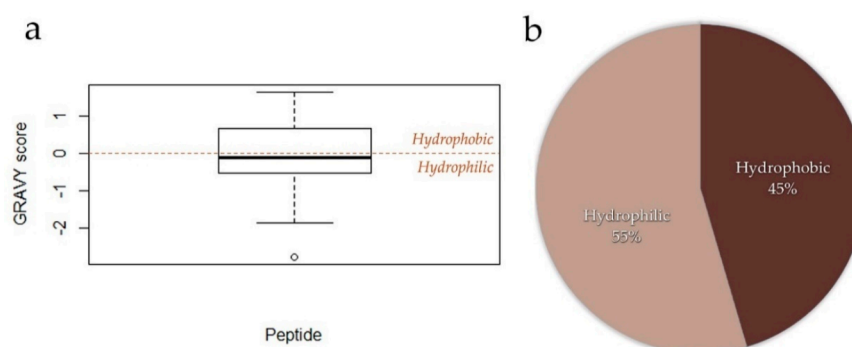 a
GRAVY score
1
0
-1
-2
Hydrophobic
Hydrophilic
Peptide
b
Hydrophobic
45%
Hydrophilic
55%